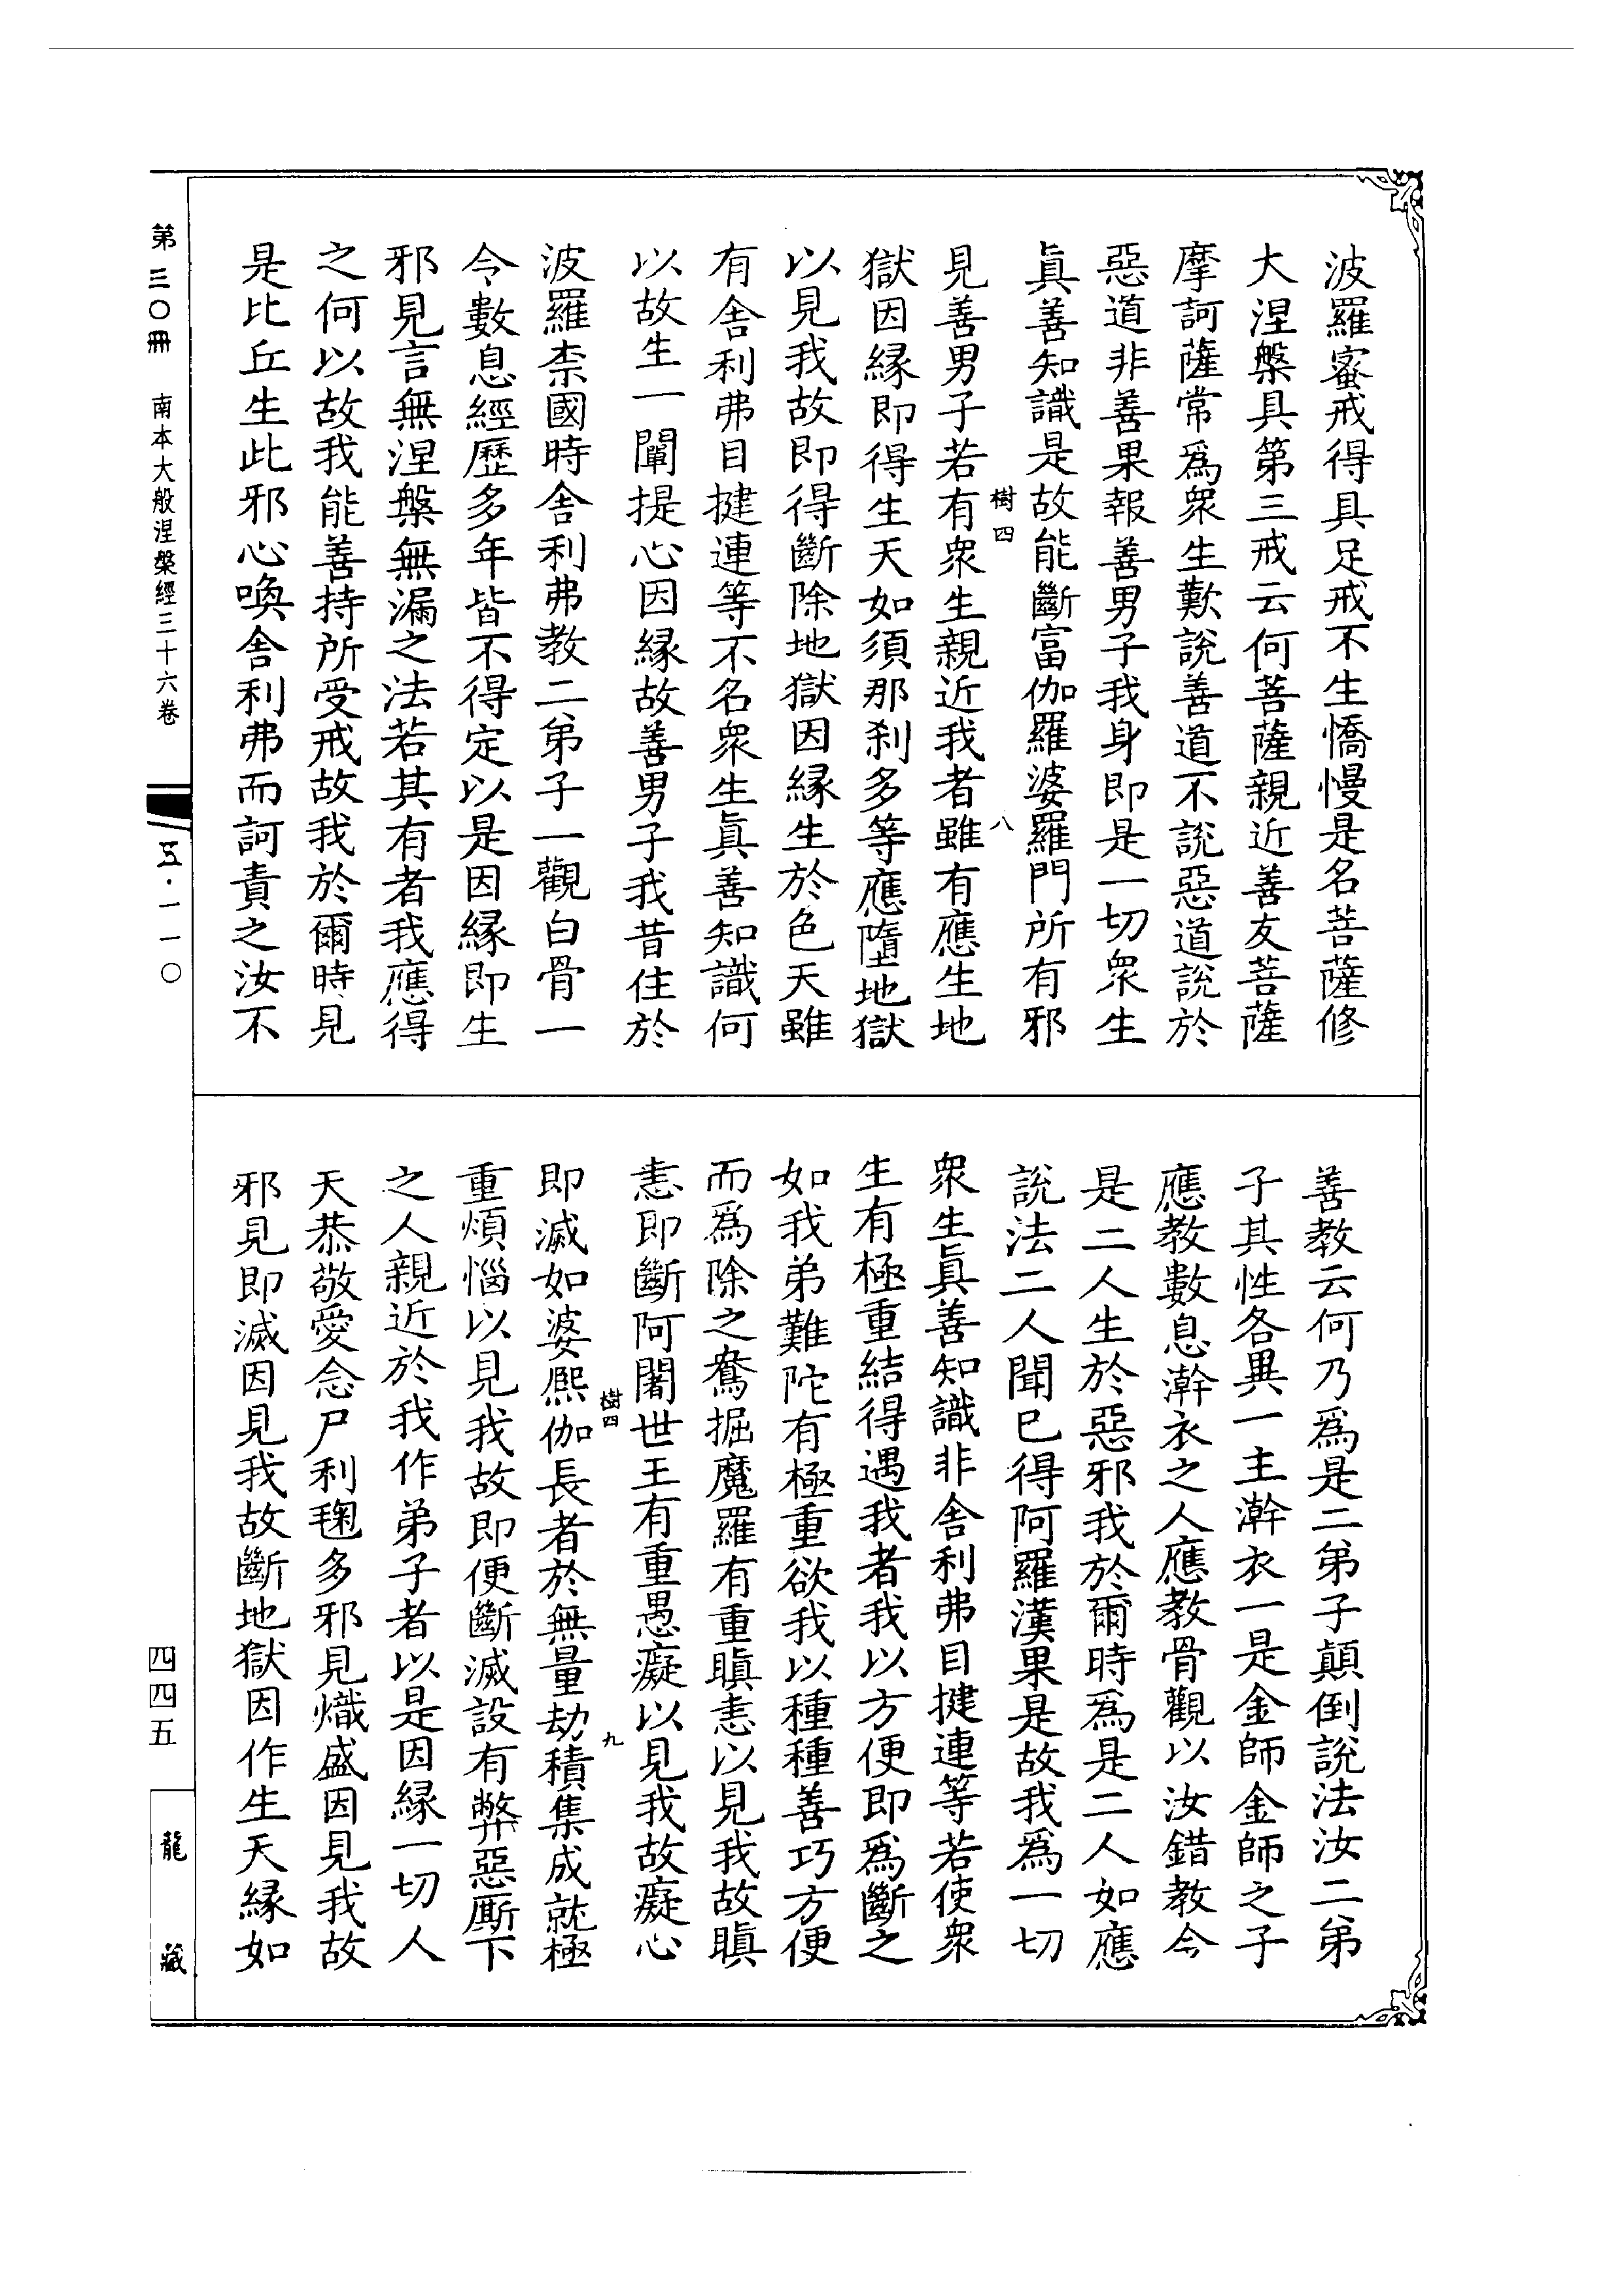 波羅蜜戒得具足戒不生憍慢是名菩薩修
大涅槃具第三戒云何菩薩親近善友菩薩
摩訶薩常爲衆生歎說善道不說惡道說於
惡道非善果報善男子我身即是一切衆生
眞善知識是故能斷富伽羅婆羅門所有邪
樹四
八
見善男子若有衆生親近我者雖有應生地
獄因緣即得生天如須那刹多等應墮地獄
以見我故即得斷除地獄因緣生於色天雖
有舍利弗目揵連等不名衆生眞善知識何
以故生一闡提心因緣故善男子我昔住於
波羅柰國時舍利弗教二弟子一觀白骨一
令數息經歷多年皆不得定以是因緣即生
邪見言無涅槃無漏之法若其有者我應得
之何以故我能善持所受戒故我於爾時見
是比丘生此邪心喚舍利弗而訶責之汝不
善教云何乃爲是二弟子顛倒說法汝二弟
子其性各異一主澣衣一是金師金師之子
應教數息澣衣之人應教骨觀以汝錯教令
是二人生於惡邪我於爾時爲是二人如應
說法二人聞已得阿羅漢果是故我爲一切
衆生眞善知識非舍利弗目揵連等若使衆
生有極重結得遇我者我以方便即爲斷之
如我弟難陀有極重欲我以種種善巧方便
而爲除之鴦掘魔羅有重瞋恚以見我故瞋
恚即斷阿闍世王有重愚癡以見我故癡心
樹四
九
即滅如婆熙伽長者於無量劫積集成就極
重煩惱以見我故即便斷滅設有弊惡廝下
之人親近於我作弟子者以是因緣一切人
天恭敬愛念尸利毱多邪見熾盛因見我故
邪見即滅因見我故斷地獄因作生天緣如
第三〇冊　南本大般涅槃經三十六卷
五·一一〇
四四五
龍藏